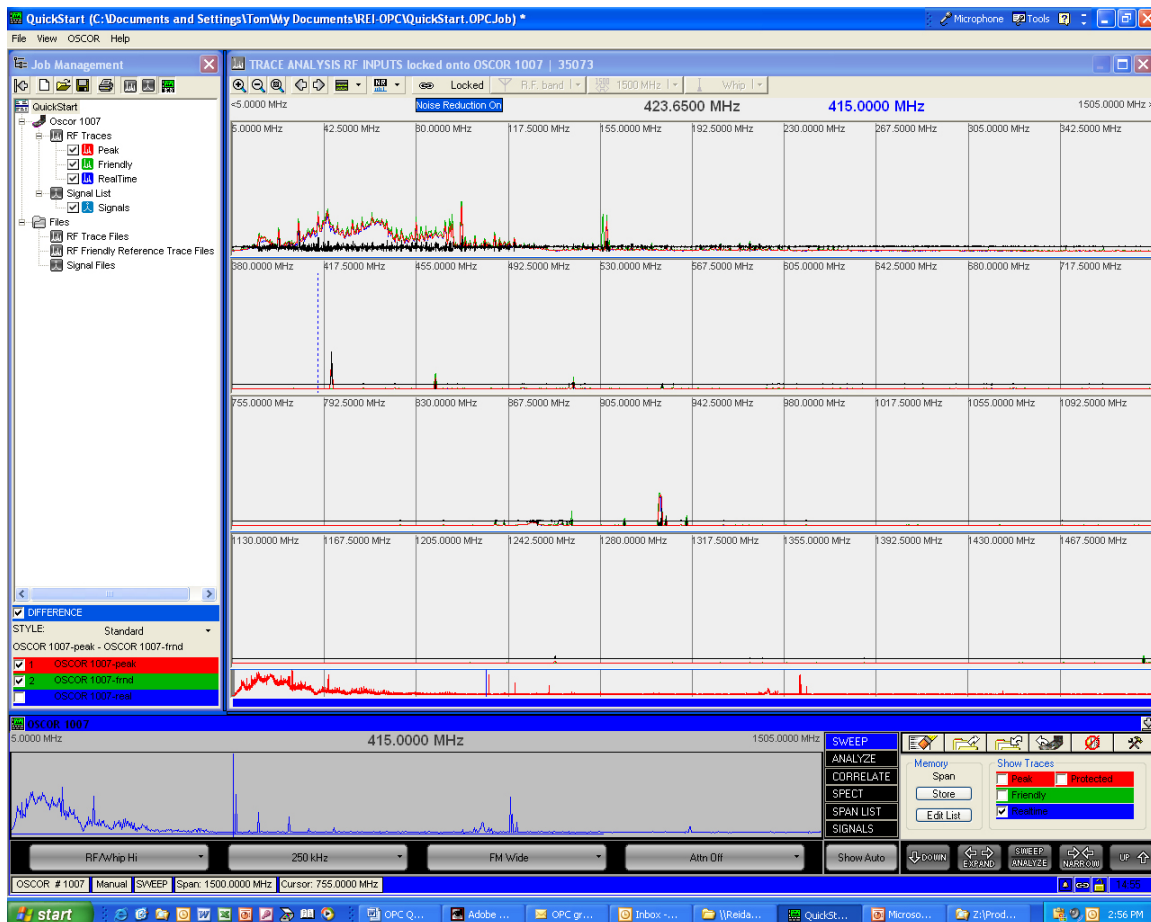 QuickStart (C:\Documents and Settings\Tom\My Documents\REI-OPC\QuickStart.OPCJob) *
Microphone Tools
File View OSCOR Help
Job Management
TRACE ANALYSIS RF INPUTS locked onto OSCOR 1007 | 35073
Locked R.F. band 1500 MHz Whip
<5.0000 MHz Noise Reduction On 423.6500 MHz 415.0000 MHz 1505.0000 MHz >
QuickStart
Oscor 1007
RF Traces
Peak
Friendly
RealTime
Signal List
Signals
Files
RF Trace Files
RF Friendly Reference Trace Files
Signal Files
5.0000 MHz 42.5000 MHz 80.0000 MHz 117.5000 MHz 155.0000 MHz 192.5000 MHz 230.0000 MHz 267.5000 MHz 305.0000 MHz 342.5000 MHz
380.0000 MHz 417.5000 MHz 455.0000 MHz 492.5000 MHz 530.0000 MHz 567.5000 MHz 605.0000 MHz 642.5000 MHz 680.0000 MHz 717.5000 MHz
755.0000 MHz 792.5000 MHz 830.0000 MHz 867.5000 MHz 905.0000 MHz 942.5000 MHz 980.0000 MHz 1017.5000 MHz 1055.0000 MHz 1092.5000 MHz
1130.0000 MHz 1167.5000 MHz 1205.0000 MHz 1242.5000 MHz 1280.0000 MHz 1317.5000 MHz 1355.0000 MHz 1392.5000 MHz 1430.0000 MHz 1467.5000 MHz
DIFFERENCE
STYLE: Standard
OSCOR 1007-peak - OSCOR 1007-frnd
1 OSCOR 1007-peak
2 OSCOR 1007-frnd
OSCOR 1007-real
OSCOR 1007
5.0000 MHz 415.0000 MHz 1505.0000 MHz
SWEEP
ANALYZE
CORRELATE
SPECT
SPAN LIST
SIGNALS
Memory
Span
Store
Edit List
Show Traces
Peak Protected
Friendly
Realtime
RF/Whip Hi 250 kHz FM Wide Attn Off Show Auto DOWN EXPAND SWEEP ANALYZE NARROW UP
OSCOR # 1007 Manual SWEEP Span: 1500.0000 MHz Cursor: 755.0000 MHz
start OPC Q... Adobe ... OPC gr... Inbox -... \\Reida... QuickSt... Microso... Z:\Prod... 2:56 PM